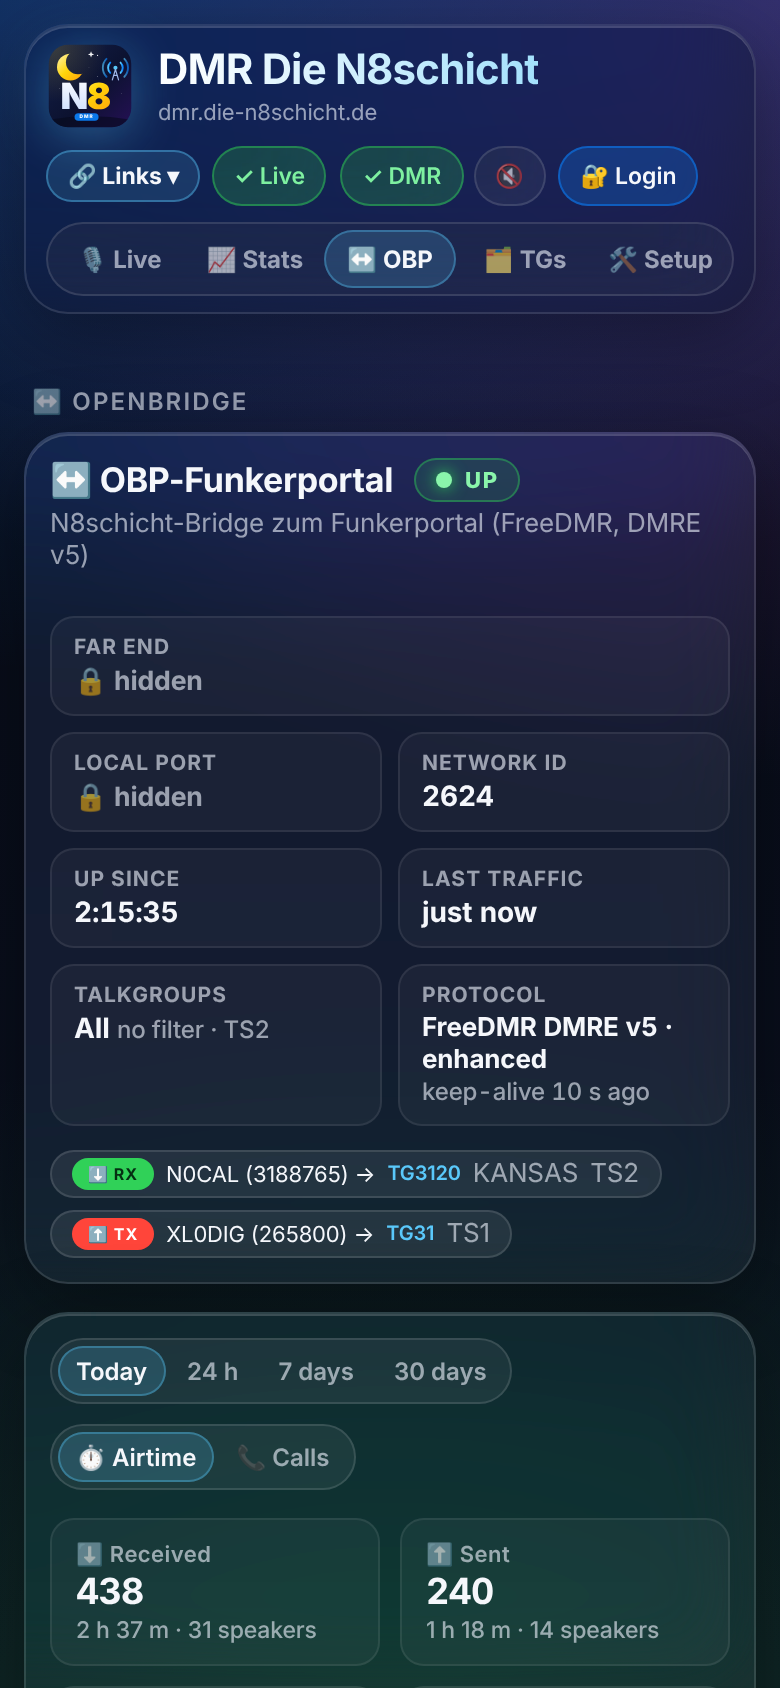 N8
DMR
DMR Die N8schicht
dmr.die-n8schicht.de
Links ▾ ✓ Live ✓ DMR Login
Live Stats OBP TGs Setup
OPENBRIDGE
OBP-Funkerportal UP
N8schicht-Bridge zum Funkerportal (FreeDMR, DMRE
v5)
FAR END
hidden
LOCAL PORT
hidden
NETWORK ID
2624
UP SINCE
2:15:35
LAST TRAFFIC
just now
TALKGROUPS
All no filter · TS2
PROTOCOL
FreeDMR DMRE v5 ·
enhanced
keep-alive 10 s ago
RX N0CAL (3188765) → TG3120 KANSAS TS2
TX XL0DIG (265800) → TG31 TS1
Today 24 h 7 days 30 days
Airtime Calls
Received
438
2 h 37 m · 31 speakers
Sent
240
1 h 18 m · 14 speakers